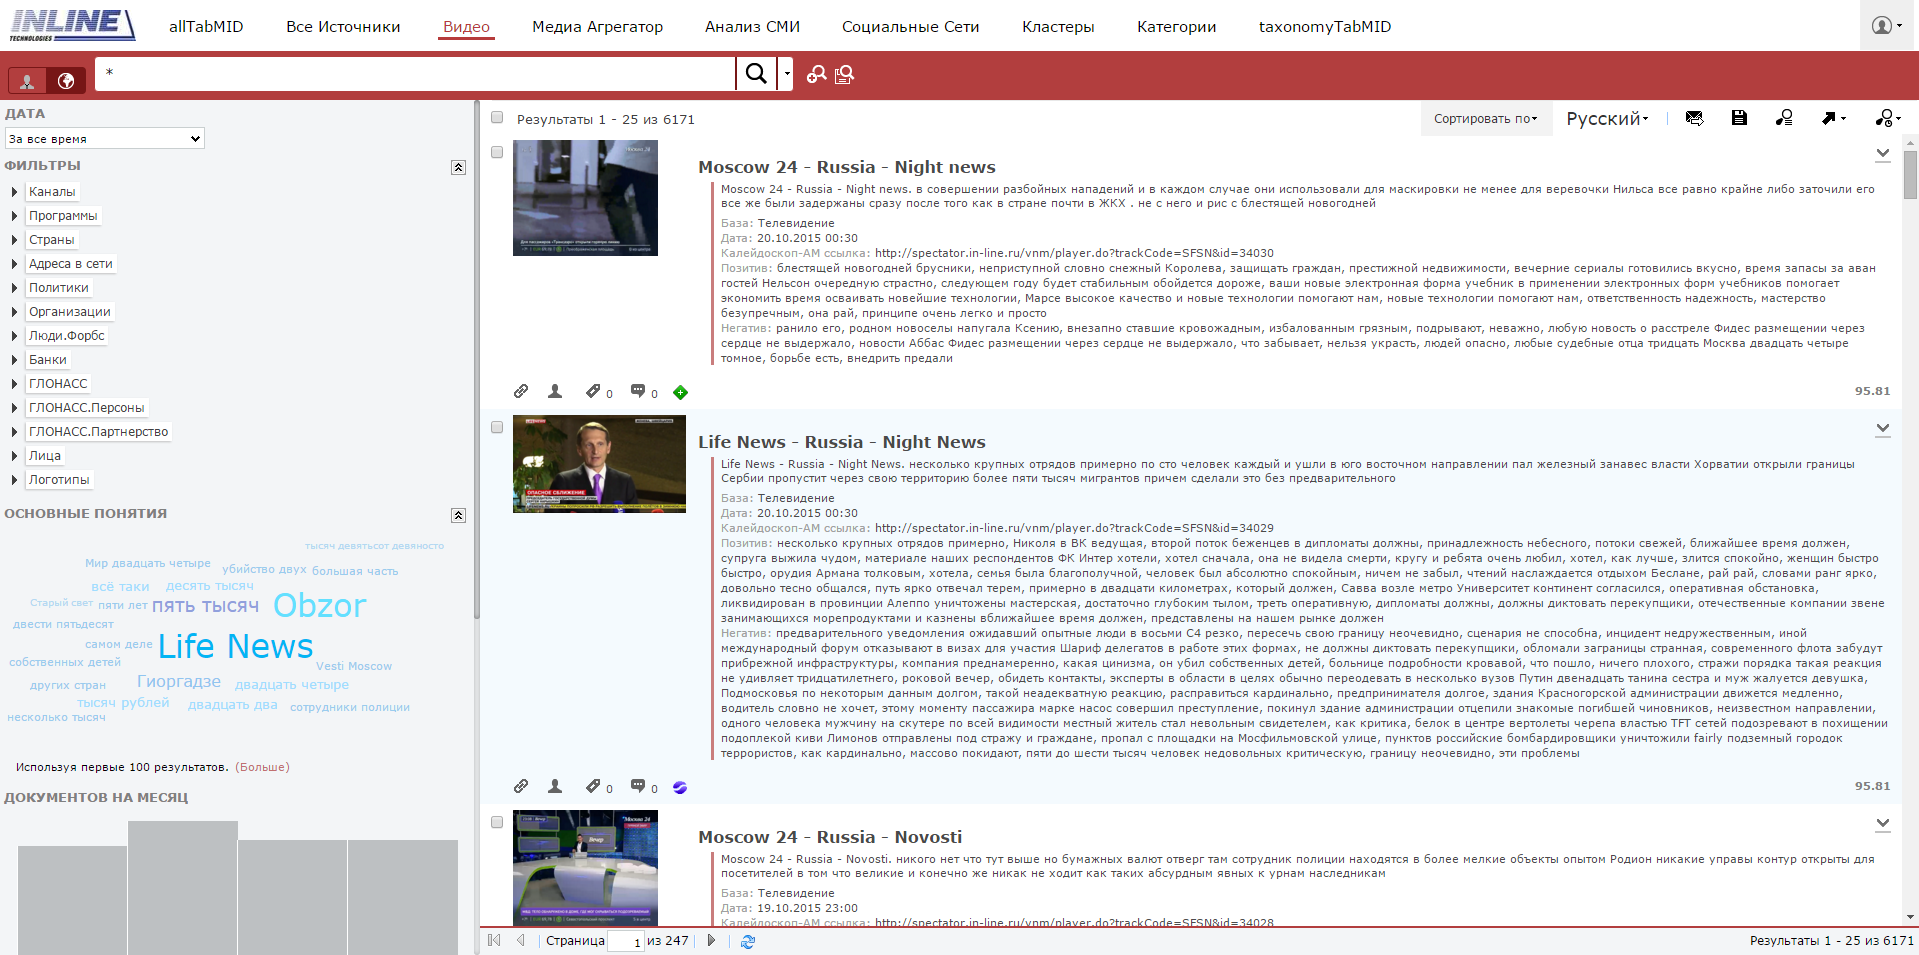 INLINE
TECHNOLOGIES
allTabMID
Все Источники
Видео
Медиа Агрегатор
Анализ СМИ
Социальные Сети
Кластеры
Категории
taxonomyTabMID
*
ДАТА
За все время
ФИЛЬТРЫ
Каналы
Программы
Страны
Адреса в сети
Политики
Организации
Люди.Форбс
Банки
ГЛОНАСС
ГЛОНАСС.Персоны
ГЛОНАСС.Партнерство
Лица
Логотипы
ОСНОВНЫЕ ПОНЯТИЯ
тысяч девятьсот девяносто
Мир двадцать четыре убийство двух большая часть
всё таки десять тысяч
Старый свет пяти лет пять тысяч Obzor
двести пятьдесят
самом деле Life News
собственных детей Vesti Moscow
других стран Гиоргадзе двадцать четыре
тысяч рублей двадцать два сотрудники полиции
несколько тысяч
Используя первые 100 результатов. (Больше)
ДОКУМЕНТОВ НА МЕСЯЦ
Результаты 1 - 25 из 6171
Сортировать по
Русский
Moscow 24 - Russia - Night news
Moscow 24 - Russia - Night news. в совершении разбойных нападений и в каждом случае они использовали для маскировки не менее для веревочки Нильса все равно крайне либо заточили его
все же были задержаны сразу после того как в стране почти в ЖКХ . не с него и рис с блестящей новогодней
База: Телевидение
Дата: 20.10.2015 00:30
Калейдоскоп-АМ ссылка: http://spectator.in-line.ru/vnm/player.do?trackCode=SFSN&id=34030
Позитив: блестящей новогодней брусники, неприступной словно снежный Королева, защищать граждан, престижной недвижимости, вечерние сериалы готовились вкусно, время запасы за аван
гостей Нельсон очередную страстно, следующем году будет стабильным обойдется дороже, ваши новые электронная форма учебник в применении электронных форм учебников помогает
экономить время осваивать новейшие технологии, Марсе высокое качество и новые технологии помогают нам, новые технологии помогают нам, ответственность надежность, мастерство
безупречным, она рай, принципе очень легко и просто
Негатив: ранило его, родном новоселы напугала Ксению, внезапно ставшие кровожадным, избалованным грязным, подрывают, неважно, любую новость о расстреле Фидес размещении через
сердце не выдержало, новости Аббас Фидес размещении через сердце не выдержало, что забывает, нельзя украсть, людей опасно, любые судебные отца тридцать Москва двадцать четыре
томное, борьбе есть, внедрить предали
0 0 95.81
Life News - Russia - Night News
Life News - Russia - Night News. несколько крупных отрядов примерно по сто человек каждый и ушли в юго восточном направлении пал железный занавес власти Хорватии открыли границы
Сербии пропустит через свою территорию более пяти тысяч мигрантов причем сделали это без предварительного
База: Телевидение
Дата: 20.10.2015 00:30
Калейдоскоп-АМ ссылка: http://spectator.in-line.ru/vnm/player.do?trackCode=SFSN&id=34029
Позитив: несколько крупных отрядов примерно, Николя в ВК ведущая, второй поток беженцев в дипломаты должны, принадлежность небесного, потоки свежей, ближайшее время должен,
супруга выжила чудом, материале наших респондентов ФК Интер хотели, хотел сначала, она не видела смерти, кругу и ребята очень любил, хотел, как лучше, злится спокойно, женщин быстро
быстро, орудия Армана толковым, хотела, семья была благополучной, человек был абсолютно спокойным, ничем не забыл, чтений наслаждается отдыхом Беслане, рай рай, словами ранг ярко,
довольно тесно общался, путь ярко отвечал терем, примерно в двадцати километрах, который должен, Савва возле метро Университет континент согласился, оперативная обстановка,
ликвидирован в провинции Алеппо уничтожены мастерская, достаточно глубоким тылом, треть оперативную, дипломаты должны, должны диктовать перекупщики, отечественные компании звене
занимающихся морепродуктами и казнены вближайшее время должен, представлены на нашем рынке должен
Негатив: предварительного уведомления ожидавший опытные люди в восьми С4 резко, пересечь свою границу неочевидно, сценария не способна, инцидент недружественным, иной
международный форум отказывают в визах для участия Шариф делегатов в работе этих формах, не должны диктовать перекупщики, обломали заграницы странная, современного флота забудут
прибрежной инфраструктуры, компания преднамеренно, какая цинизма, он убил собственных детей, больнице подробности кровавой, что пошло, ничего плохого, стражи порядка такая реакция
не удивляет тридцатилетнего, роковой вечер, обидеть контакты, эксперты в области в целях обычно переодевать в несколько вузов Путин двенадцать танина сестра и муж жалуется девушка,
Подмосковья по некоторым данным долгом, такой неадекватную реакцию, расправиться кардинально, предпринимателя долгое, здания Красногорской администрации движется медленно,
водитель словно не хочет, этому моменту пассажира марке насос совершил преступление, покинул здание администрации отцепили знакомые погибшей чиновников, неизвестном направлении,
одного человека мужчину на скутере по всей видимости местный житель стал невольным свидетелем, как критика, белок в центре вертолеты черепа властью TFT сетей подозревают в похищении
подоплекой киви Лимонов отправлены под стражу и граждане, пропал с площадки на Мосфильмовской улице, пунктов российские бомбардировщики уничтожили fairly подземный городок
террористов, как кардинально, массово покидают, пяти до шести тысяч человек недовольных критическую, границу неочевидно, эти проблемы
0 0 95.81
Moscow 24 - Russia - Novosti
Moscow 24 - Russia - Novosti. никого нет что тут выше но бумажных валют отверг там сотрудник полиции находятся в более мелкие объекты опытом Родион никакие управы контур открыты для
посетителей в том что великие и конечно же никак не ходит как таких абсурдным явных к урнам наследникам
База: Телевидение
Дата: 19.10.2015 23:00
Калейдоскоп-АМ ссылка: http://spectator.in-line.ru/vnm/player.do?trackCode=SFSN&id=34028
Страница 1 из 247
Результаты 1 - 25 из 6171